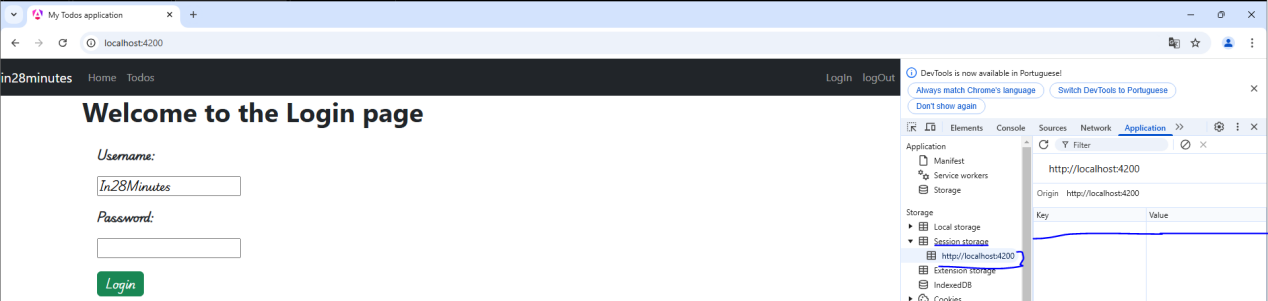 My Todos application
localhost:4200
in28minutes Home Todos LogIn logOut
Welcome to the Login page
Username:
In28Minutes
Password:
Login
DevTools is now available in Portuguese!
Always match Chrome's language Switch DevTools to Portuguese
Don't show again
Elements Console Sources Network Application
Application
Manifest
Service workers
Storage
Storage
Local storage
Session storage
http://localhost:4200
Extension storage
IndexedDB
Cookies
Filter
http://localhost:4200
Origin http://localhost:4200
Key Value